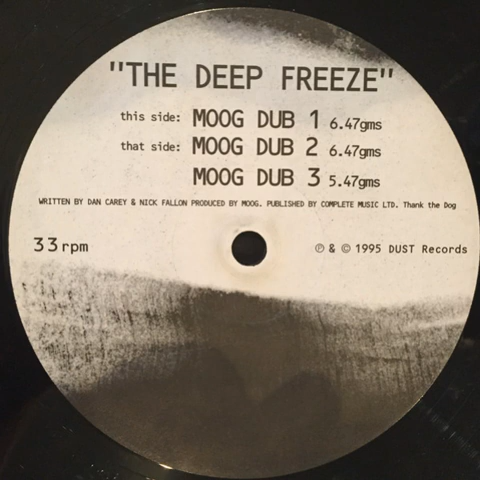 "THE DEEP FREEZE"
this side: MOOG DUB 1 6.47gms
that side: MOOG DUB 2 6.47gms
MOOG DUB 3 5.47gms
WRITTEN BY DAN CAREY & NICK FALLON PRODUCED BY MOOG. PUBLISHED BY COMPLETE MUSIC LTD. Thank the Dog
33rpm
℗ & © 1995 DUST Records